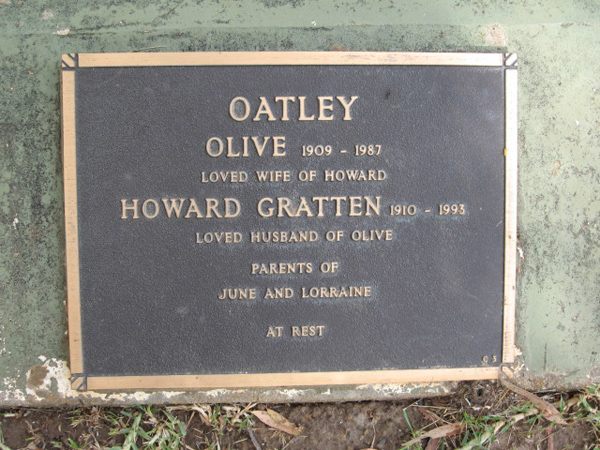 OATLEY
OLIVE 1909 - 1987
LOVED WIFE OF HOWARD
HOWARD GRATTEN 1910 - 1993
LOVED HUSBAND OF OLIVE
PARENTS OF
JUNE AND LORRAINE
AT REST